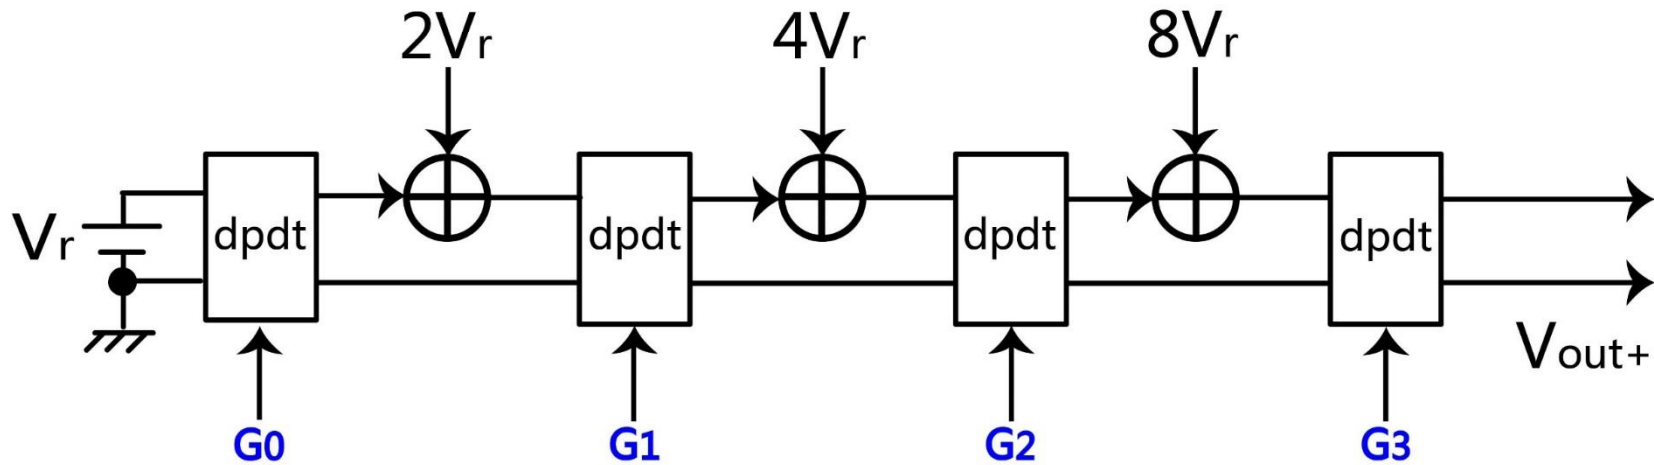 2Vr 4Vr 8Vr
Vr dpdt dpdt dpdt dpdt
Vout+
G0 G1 G2 G3